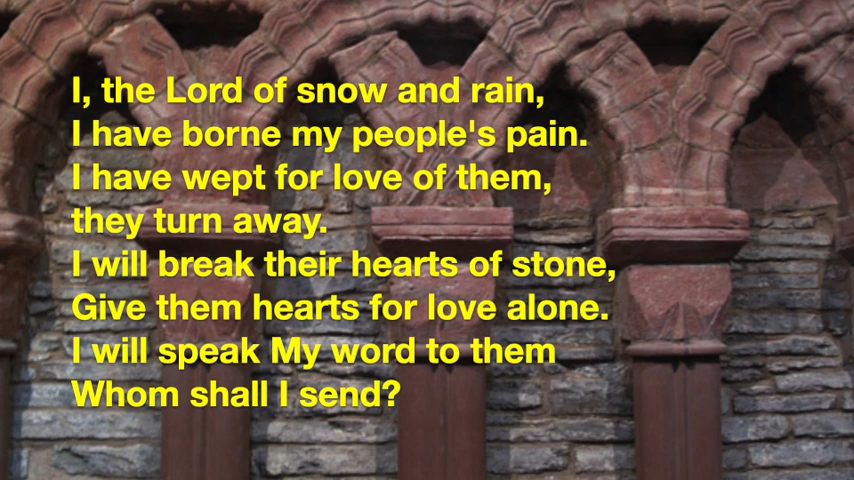 I, the Lord of snow and rain,
I have borne my people's pain.
I have wept for love of them,
they turn away.
I will break their hearts of stone,
Give them hearts for love alone.
I will speak My word to them
Whom shall I send?